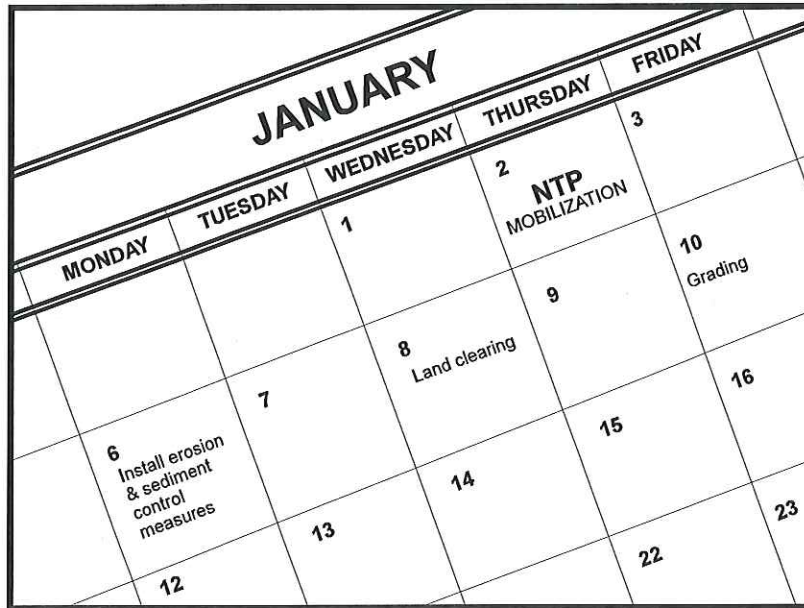 JANUARY
MONDAY TUESDAY WEDNESDAY THURSDAY FRIDAY
1
2
NTP
MOBILIZATION
3
6
Install erosion
& sediment
control
measures
7
8
Land clearing
9
10
Grading
12
13
14
15
16
22
23